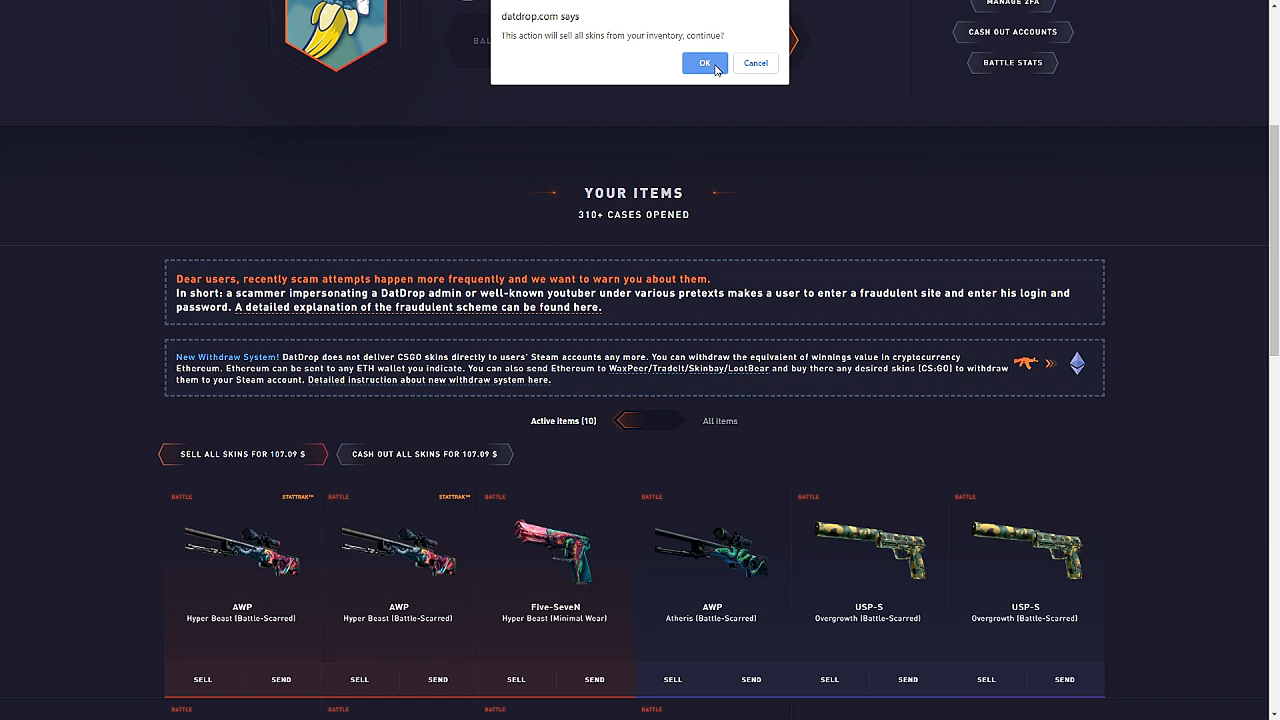 datdrop.com says
This action will sell all skins from your inventory, continue?
OK
Cancel
BAL
MANAGE 2FA
CASH OUT ACCOUNTS
BATTLE STATS
YOUR ITEMS
310+ CASES OPENED
Dear users, recently scam attempts happen more frequently and we want to warn you about them.
In short: a scammer impersonating a DatDrop admin or well-known youtuber under various pretexts makes a user to enter a fraudulent site and enter his login and
password. A detailed explanation of the fraudulent scheme can be found here.
New Withdraw System! DatDrop does not deliver CSGO skins directly to users' Steam accounts any more. You can withdraw the equivalent of winnings value in cryptocurrency
Ethereum. Ethereum can be sent to any ETH wallet you indicate. You can also send Ethereum to WaxPeer/TradeIt/Skinbay/LootBear and buy there any desired skins (CS:GO) to withdraw
them to your Steam account. Detailed instruction about new withdraw system here.
Active items (10)
All items
SELL ALL SKINS FOR 107.09 $
CASH OUT ALL SKINS FOR 107.09 $
BATTLE STATTRAK™ BATTLE STATTRAK™ BATTLE BATTLE BATTLE BATTLE
AWP AWP Five-SeveN AWP USP-S USP-S
Hyper Beast (Battle-Scarred) Hyper Beast (Battle-Scarred) Hyper Beast (Minimal Wear) Atheris (Battle-Scarred) Overgrowth (Battle-Scarred) Overgrowth (Battle-Scarred)
SELL SEND SELL SEND SELL SEND SELL SEND SELL SEND SELL SEND
BATTLE BATTLE BATTLE BATTLE